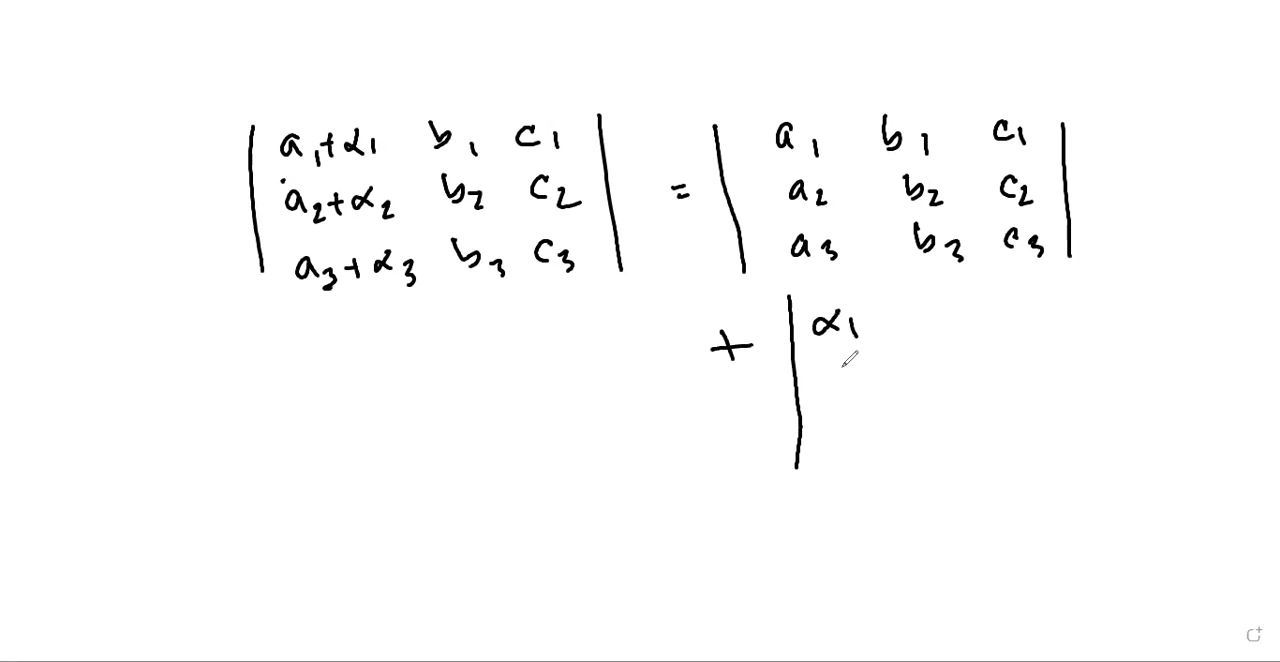 | a₁+α₁ b₁ c₁ | = | a₁ b₁ c₁ |
| a₂+α₂ b₂ c₂ | | a₂ b₂ c₂ |
| a₃+α₃ b₃ c₃ | | a₃ b₃ c₃ |
+ | α₁